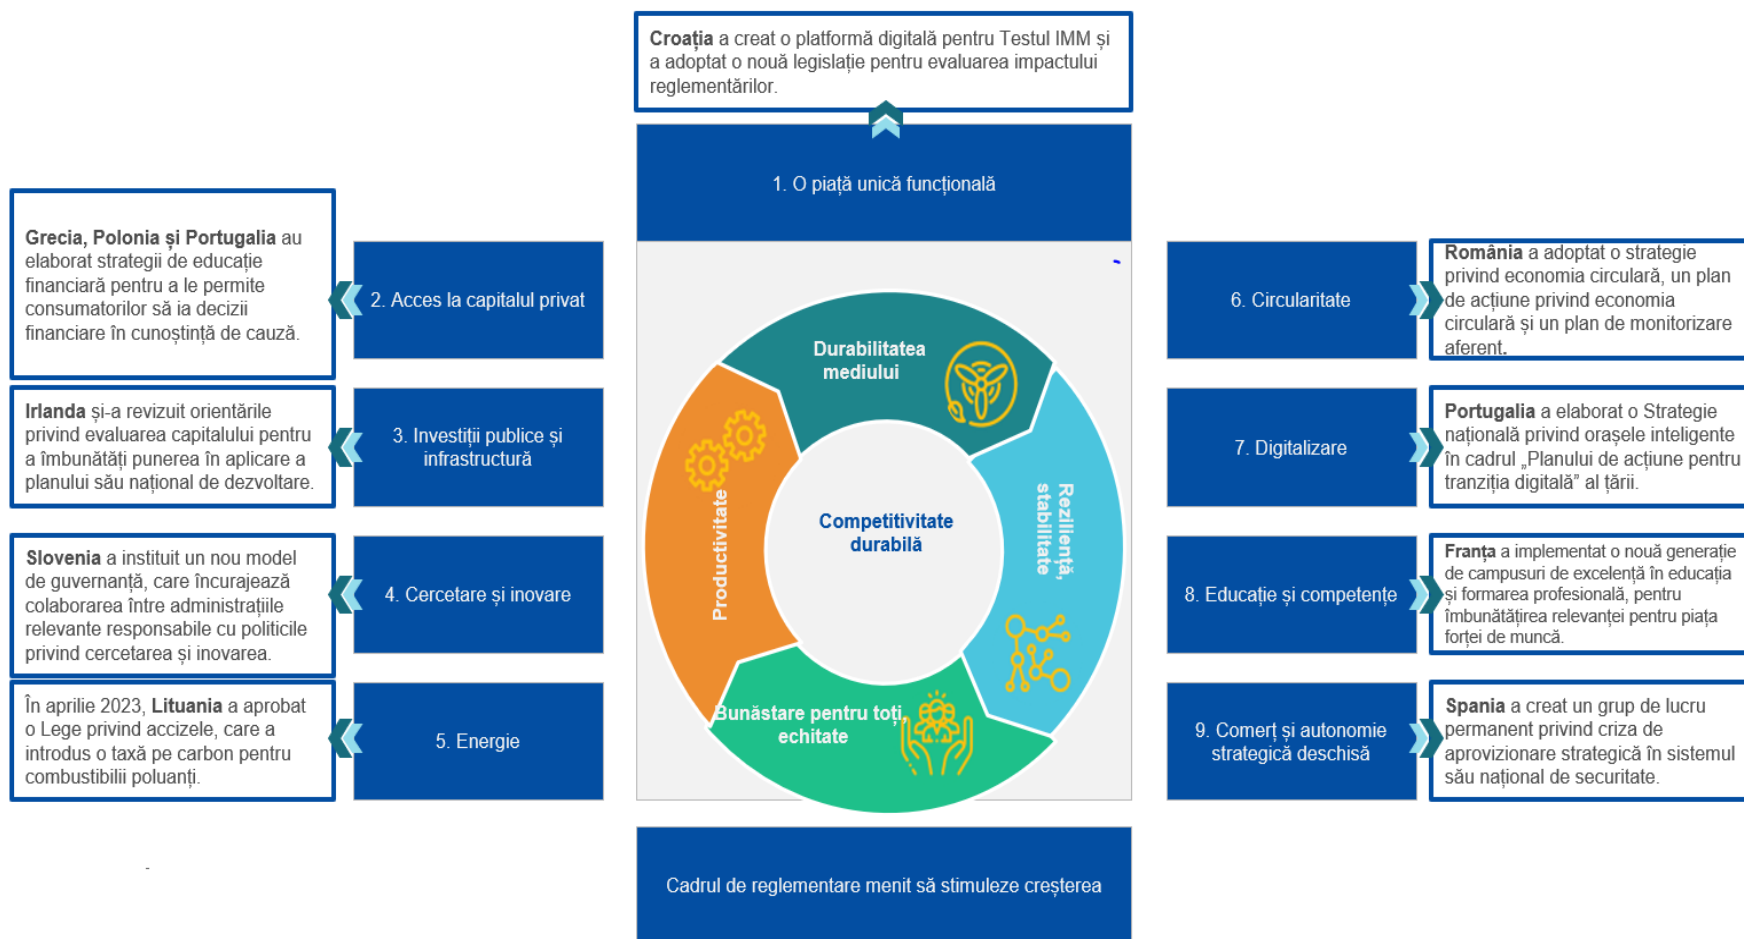 Croația a creat o platformă digitală pentru Testul IMM și
a adoptat o nouă legislație pentru evaluarea impactului
reglementărilor.
1. O piață unică funcțională
Grecia, Polonia și Portugalia au
elaborat strategii de educație
financiară pentru a le permite
consumatorilor să ia decizii
financiare în cunoștință de cauză.
2. Acces la capitalul privat
Irlanda și-a revizuit orientările
privind evaluarea capitalului pentru
a îmbunătăți punerea în aplicare a
planului său național de dezvoltare.
3. Investiții publice și
infrastructură
Slovenia a instituit un nou model
de guvernanță, care încurajează
colaborarea între administrațiile
relevante responsabile cu politicile
privind cercetarea și inovarea.
4. Cercetare și inovare
În aprilie 2023, Lituania a aprobat
o Lege privind accizele, care a
introdus o taxă pe carbon pentru
combustibilii poluanți.
5. Energie
Durabilitatea
mediului
Reziliență,
stabilitate
Productivitate
Competitivitate
durabilă
Bunăstare pentru toți,
echitate
6. Circularitate
România a adoptat o strategie
privind economia circulară, un plan
de acțiune privind economia
circulară și un plan de monitorizare
aferent.
7. Digitalizare
Portugalia a elaborat o Strategie
națională privind orașele inteligente
în cadrul „Planului de acțiune pentru
tranziția digitală” al țării.
8. Educație și competențe
Franța a implementat o nouă generație
de campusuri de excelență în educația
și formarea profesională, pentru
îmbunătățirea relevanței pentru piața
forței de muncă.
9. Comerț și autonomie
strategică deschisă
Spania a creat un grup de lucru
permanent privind criza de
aprovizionare strategică în sistemul
său național de securitate.
Cadrul de reglementare menit să stimuleze creșterea